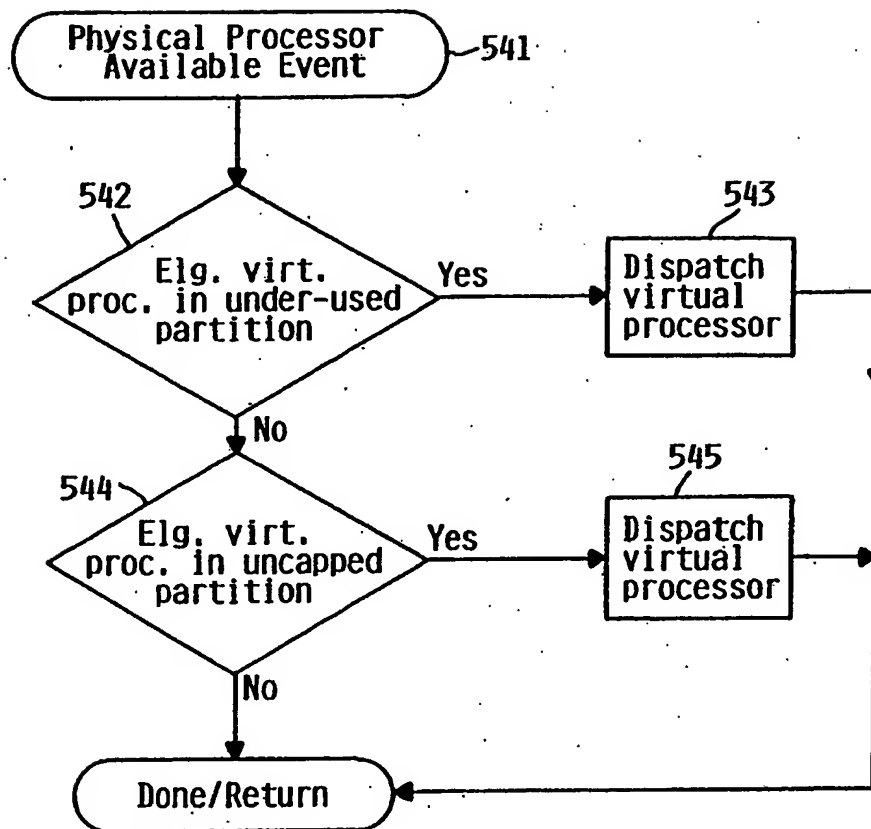 Physical Processor
Available Event
541
542
Elg. virt.
proc. in under-used
partition
Yes
543
Dispatch
virtual
processor
No
544
Elg. virt.
proc. in uncapped
partition
Yes
545
Dispatch
virtual
processor
No
Done/Return